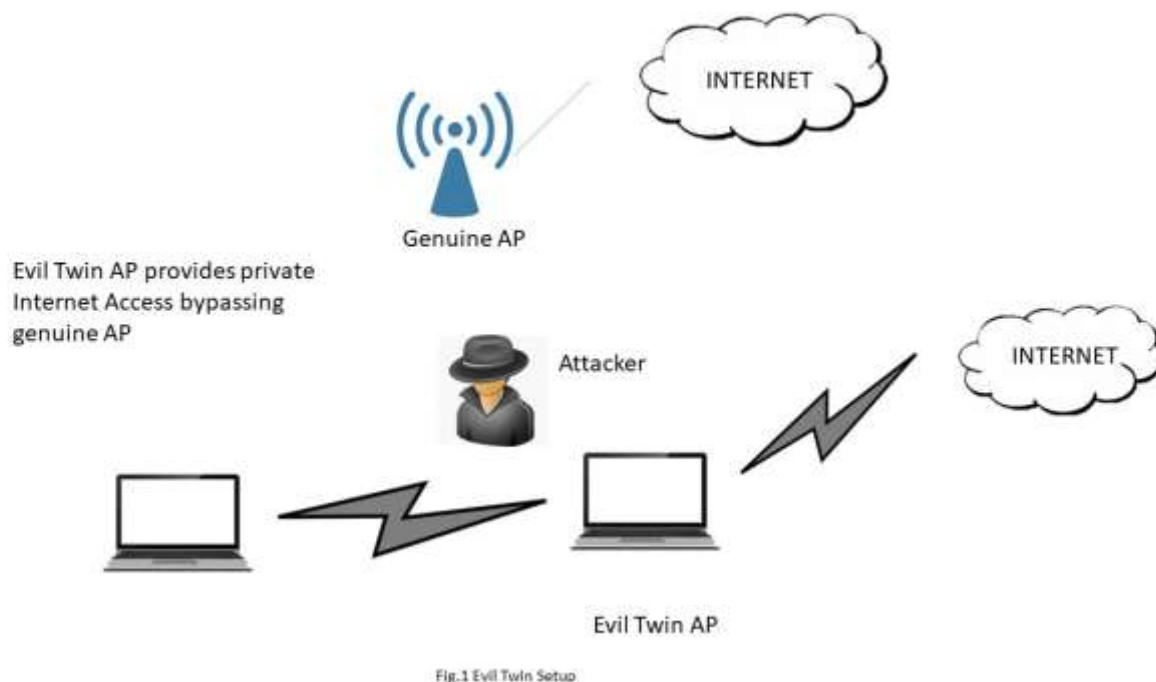 INTERNET
Genuine AP
Evil Twin AP provides private
Internet Access bypassing
genuine AP
Attacker
INTERNET
Evil Twin AP
Fig.1 Evil Twin Setup